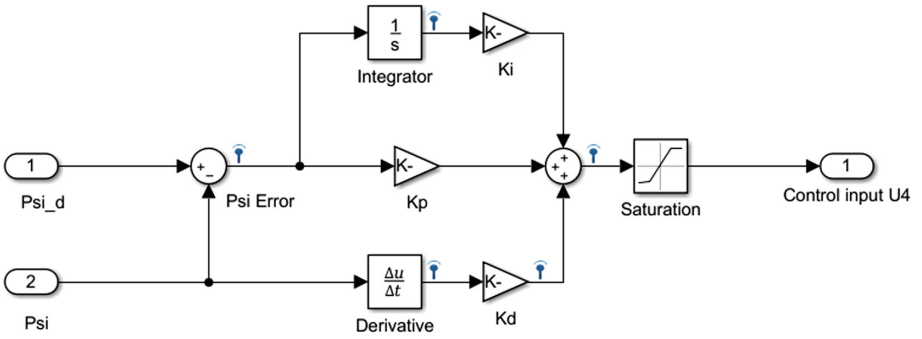 1
s
Integrator
K-
Ki
1
Psi_d
+
−
Psi Error
K-
Kp
+
+
+
Saturation
1
Control input U4
2
Psi
Δu
Δt
Derivative
K-
Kd